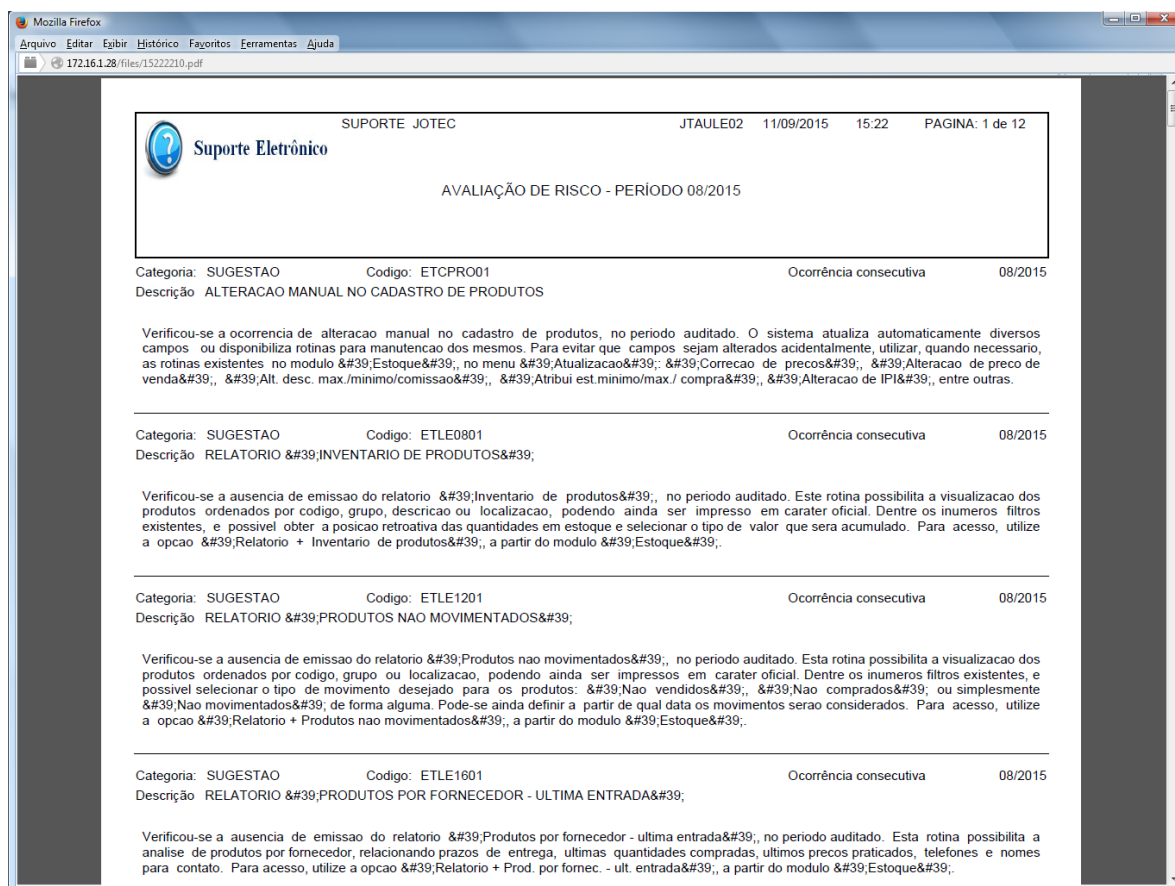 Mozilla Firefox
Arquivo Editar Exibir Histórico Favoritos Ferramentas Ajuda
172.16.1.28/files/15222210.pdf
SUPORTE JOTEC JTAULE02 11/09/2015 15:22 PAGINA: 1 de 12
Suporte Eletrônico
AVALIAÇÃO DE RISCO - PERÍODO 08/2015
Categoria: SUGESTAO Codigo: ETCPRO01 Ocorrência consecutiva 08/2015
Descrição ALTERACAO MANUAL NO CADASTRO DE PRODUTOS
Verificou-se a ocorrencia de alteracao manual no cadastro de produtos, no periodo auditado. O sistema atualiza automaticamente diversos
campos ou disponibiliza rotinas para manutencao dos mesmos. Para evitar que campos sejam alterados acidentalmente, utilizar, quando necessario,
as rotinas existentes no modulo &#39;Estoque&#39;, no menu &#39;Atualizacao&#39;: &#39;Correcao de precos&#39;, &#39;Alteracao de preco de
venda&#39;, &#39;Alt. desc. max./minimo/comissao&#39;, &#39;Atribui est.minimo/max./ compra&#39;, &#39;Alteracao de IPI&#39;, entre outras.
Categoria: SUGESTAO Codigo: ETLE0801 Ocorrência consecutiva 08/2015
Descrição RELATORIO &#39;INVENTARIO DE PRODUTOS&#39;
Verificou-se a ausencia de emissao do relatorio &#39;Inventario de produtos&#39;, no periodo auditado. Este rotina possibilita a visualizacao dos
produtos ordenados por codigo, grupo, descricao ou localizacao, podendo ainda ser impresso em carater oficial. Dentre os inumeros filtros
existentes, e possivel obter a posicao retroativa das quantidades em estoque e selecionar o tipo de valor que sera acumulado. Para acesso, utilize
a opcao &#39;Relatorio + Inventario de produtos&#39;, a partir do modulo &#39;Estoque&#39;.
Categoria: SUGESTAO Codigo: ETLE1201 Ocorrência consecutiva 08/2015
Descrição RELATORIO &#39;PRODUTOS NAO MOVIMENTADOS&#39;
Verificou-se a ausencia de emissao do relatorio &#39;Produtos nao movimentados&#39;, no periodo auditado. Esta rotina possibilita a visualizacao dos
produtos ordenados por codigo, grupo ou localizacao, podendo ainda ser impressos em carater oficial. Dentre os inumeros filtros existentes, e
possivel selecionar o tipo de movimento desejado para os produtos: &#39;Nao vendidos&#39;, &#39;Nao comprados&#39; ou simplesmente
&#39;Nao movimentados&#39; de forma alguma. Pode-se ainda definir a partir de qual data os movimentos serao considerados. Para acesso, utilize
a opcao &#39;Relatorio + Produtos nao movimentados&#39;, a partir do modulo &#39;Estoque&#39;.
Categoria: SUGESTAO Codigo: ETLE1601 Ocorrência consecutiva 08/2015
Descrição RELATORIO &#39;PRODUTOS POR FORNECEDOR - ULTIMA ENTRADA&#39;
Verificou-se a ausencia de emissao do relatorio &#39;Produtos por fornecedor - ultima entrada&#39;, no periodo auditado. Esta rotina possibilita a
analise de produtos por fornecedor, relacionando prazos de entrega, ultimas quantidades compradas, ultimos precos praticados, telefones e nomes
para contato. Para acesso, utilize a opcao &#39;Relatorio + Prod. por fornec. - ult. entrada&#39;, a partir do modulo &#39;Estoque&#39;.